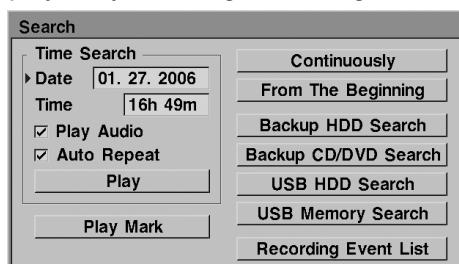 Search
Time Search
Date 01. 27. 2006
Time 16h 49m
Play Audio
Auto Repeat
Play
Play Mark
Continuously
From The Beginning
Backup HDD Search
Backup CD/DVD Search
USB HDD Search
USB Memory Search
Recording Event List